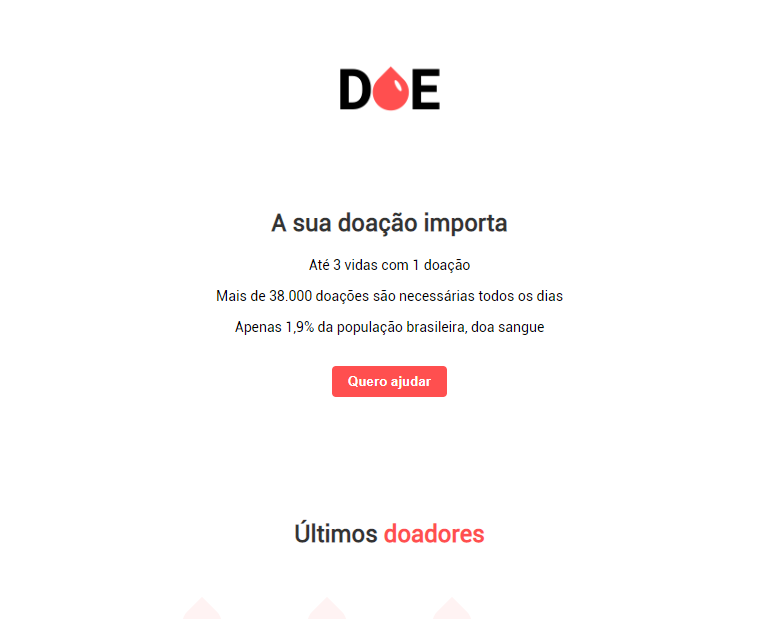 DOE
A sua doação importa
Até 3 vidas com 1 doação
Mais de 38.000 doações são necessárias todos os dias
Apenas 1,9% da população brasileira, doa sangue
Quero ajudar
Últimos doadores